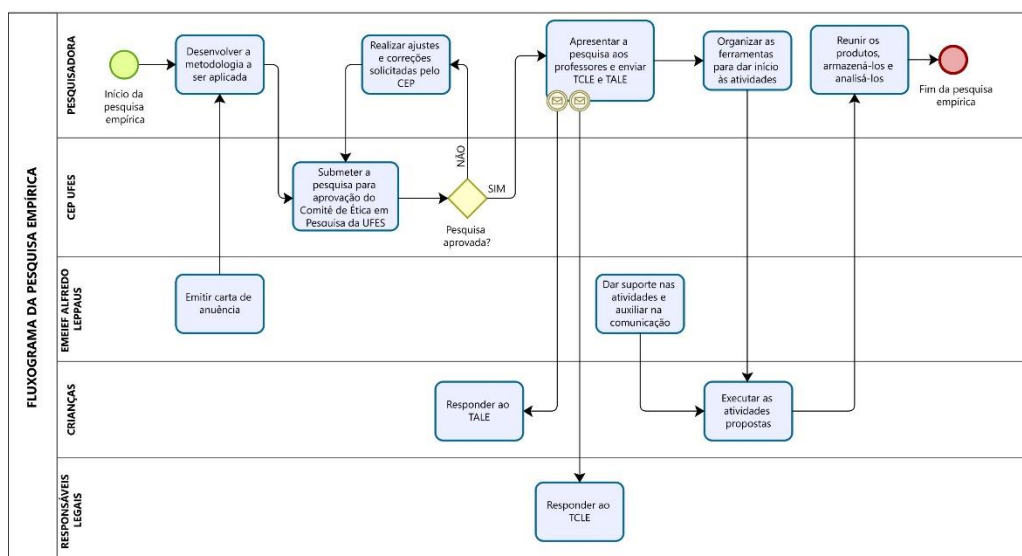 FLUXOGRAMA DA PESQUISA EMPÍRICA
PESQUISADORA
Início da
pesquisa
empírica
Desenvolver a
metodologia a
ser aplicada
Realizar ajustes
e correções
solicitadas pelo
CEP
Apresentar a
pesquisa aos
professores e enviar
TCLE e TALE
Organizar as
ferramentas
para dar início
às atividades
Reunir os
produtos,
armazená-los e
analisá-los
Fim da pesquisa
empírica
CEP UFES
Submeter a
pesquisa para
aprovação do
Comitê de Ética em
Pesquisa da UFES
NÃO
SIM
Pesquisa
aprovada?
EMEIEF ALFREDO
LEPPAUS
Emitir carta de
anuência
Dar suporte nas
atividades e
auxiliar na
comunicação
CRIANÇAS
Responder ao
TALE
Executar as
atividades
propostas
RESPONSÁVEIS
LEGAIS
Responder ao
TCLE